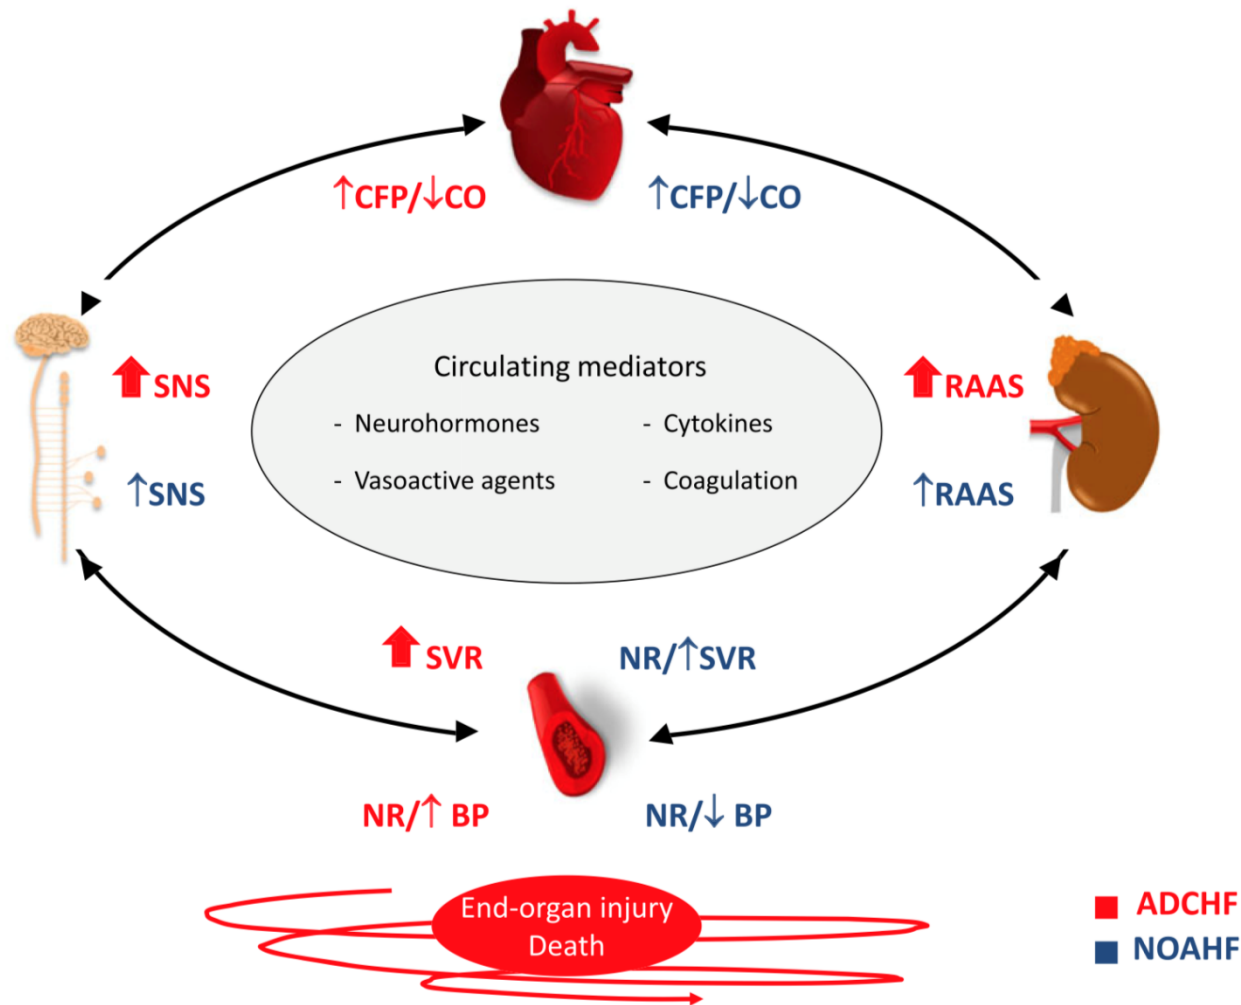 ↑CFP/↓CO
↑CFP/↓CO
Circulating mediators
- Neurohormones
- Cytokines
- Vasoactive agents
- Coagulation
⬆SNS
↑SNS
⬆RAAS
↑RAAS
⬆SVR
NR/↑SVR
NR/↑ BP
NR/↓ BP
End-organ injury
Death
ADCHF
NOAHF